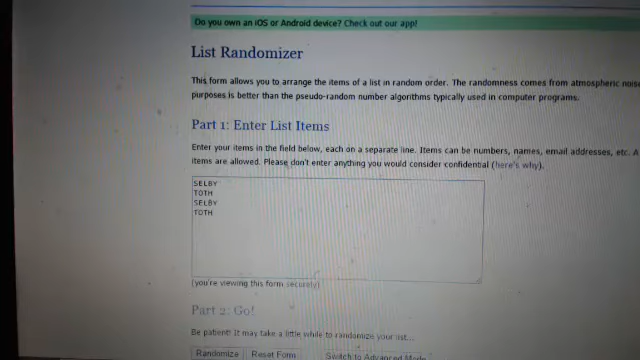 Do you own an iOS or Android device? Check out our app!
List Randomizer
This form allows you to arrange the items of a list in random order. The randomness comes from atmospheric noise
purposes is better than the pseudo-random number algorithms typically used in computer programs.
Part 1: Enter List Items
Enter your items in the field below, each on a separate line. Items can be numbers, names, email addresses, etc. A
items are allowed. Please don't enter anything you would consider confidential (here's why).
SELBY
TOTH
SELBY
TOTH
(you're viewing this form securely)
Part 2: Go!
Be patient! It may take a little while to randomize your list...
Randomize Reset Form Switch to Advanced Mode